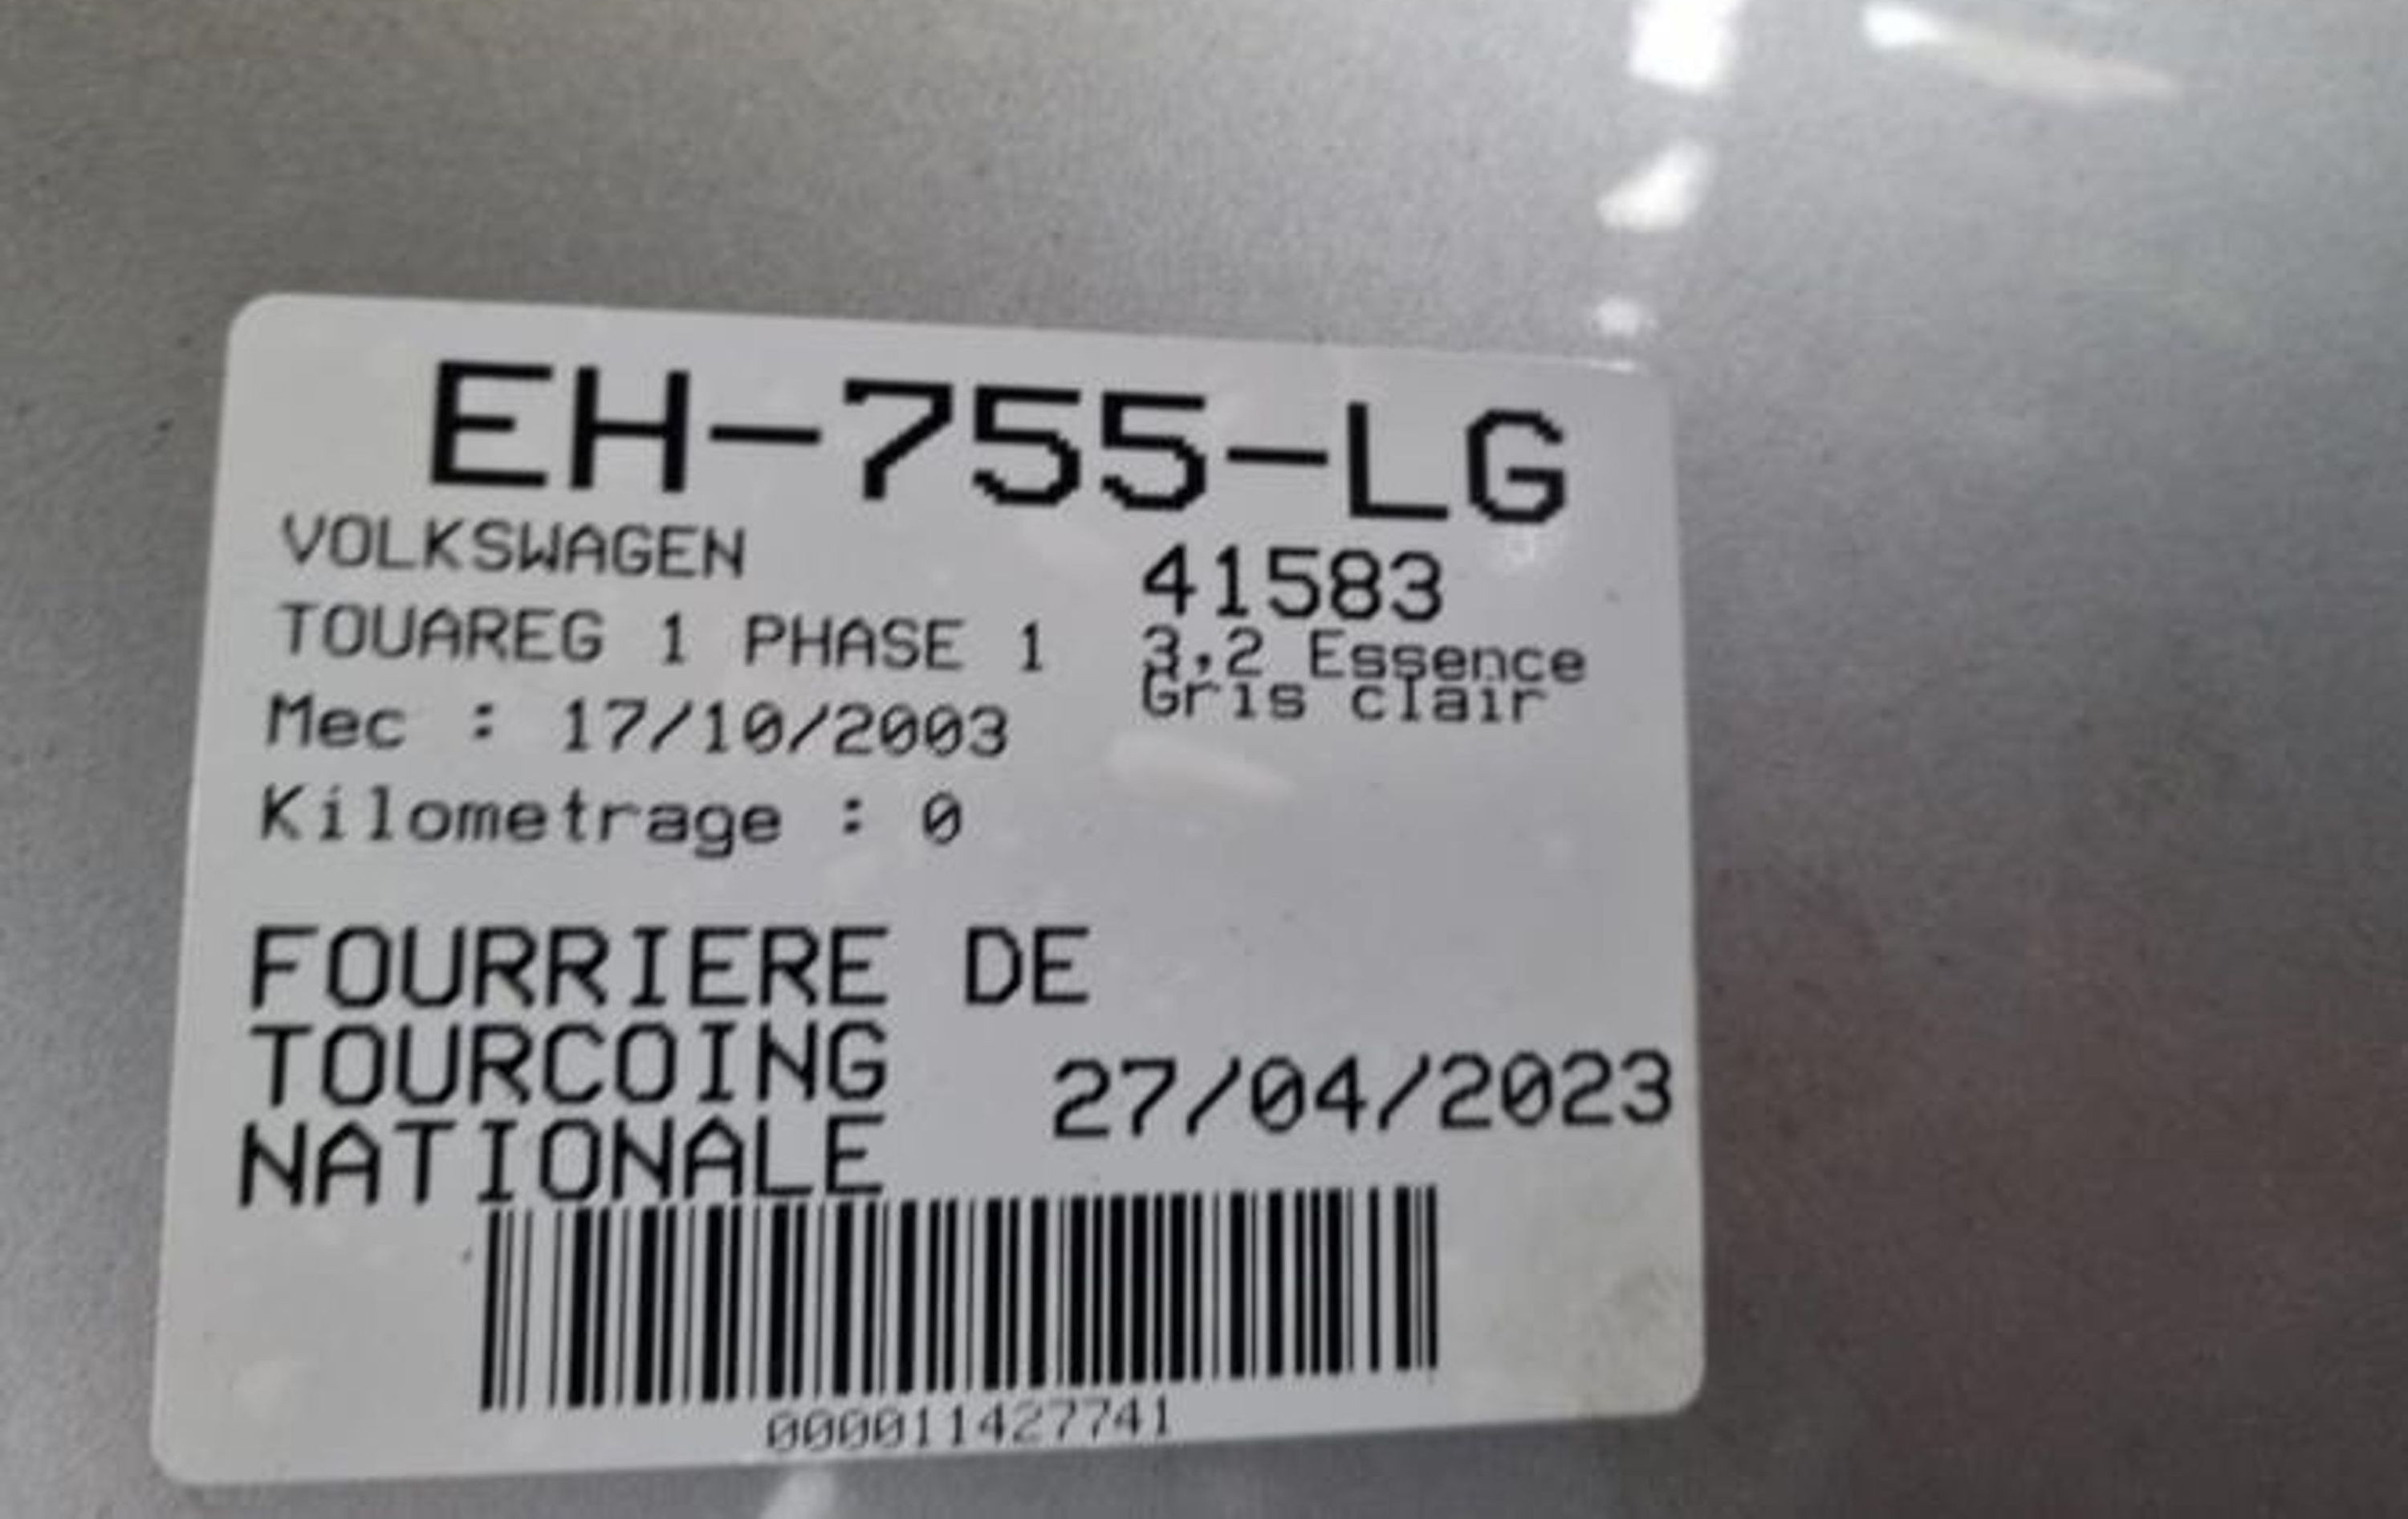 EH-755-LG
VOLKSWAGEN
41583
TOUAREG 1 PHASE 1
3,2 Essence
Gris clair
Mec : 17/10/2003
Kilometrage : 0
FOURRIERE DE
TOURCOING
27/04/2023
NATIONALE
000011427741